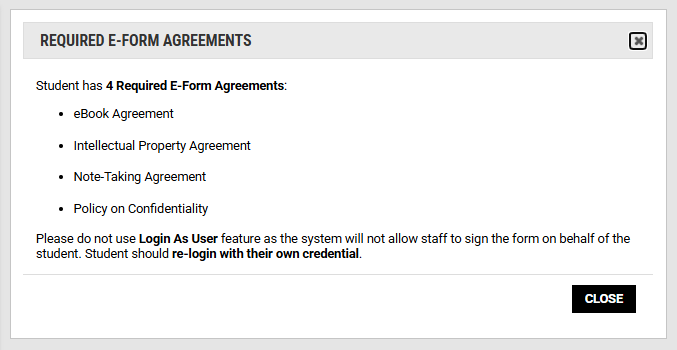 REQUIRED E-FORM AGREEMENTS
Student has 4 Required E-Form Agreements:
• eBook Agreement
• Intellectual Property Agreement
• Note-Taking Agreement
• Policy on Confidentiality
Please do not use Login As User feature as the system will not allow staff to sign the form on behalf of the
student. Student should re-login with their own credential.
CLOSE